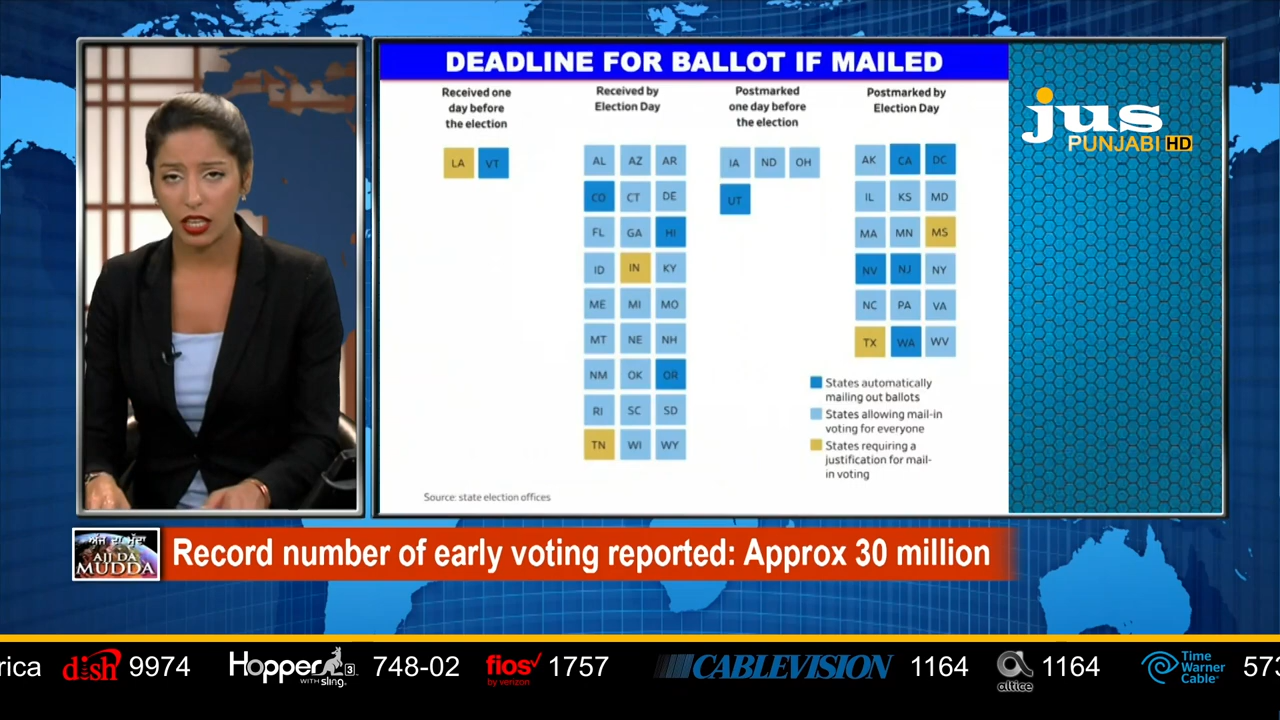 DEADLINE FOR BALLOT IF MAILED
Received one
day before
the election
LA VT
Received by
Election Day
AL AZ AR
CO CT DE
FL GA HI
ID IN KY
ME MI MO
MT NE NH
NM OK OR
RI SC SD
TN WI WY
Postmarked
one day before
the election
IA ND OH
UT
Postmarked by
Election Day
AK CA DC
IL KS MD
MA MN MS
NV NJ NY
NC PA VA
TX WA WV
States automatically
mailing out ballots
States allowing mail-in
voting for everyone
States requiring a
justification for mail-
in voting
Source: state election offices
jus
PUNJABI HD
ਅੱਜ ਦਾ ਮੁੱਦਾ
AJJ DA
MUDDA
Record number of early voting reported: Approx 30 million
rica dish 9974 Hopper 3 WITH sling 748-02 fios by verizon 1757 CABLEVISION 1164 altice 1164 Time Warner Cable 573